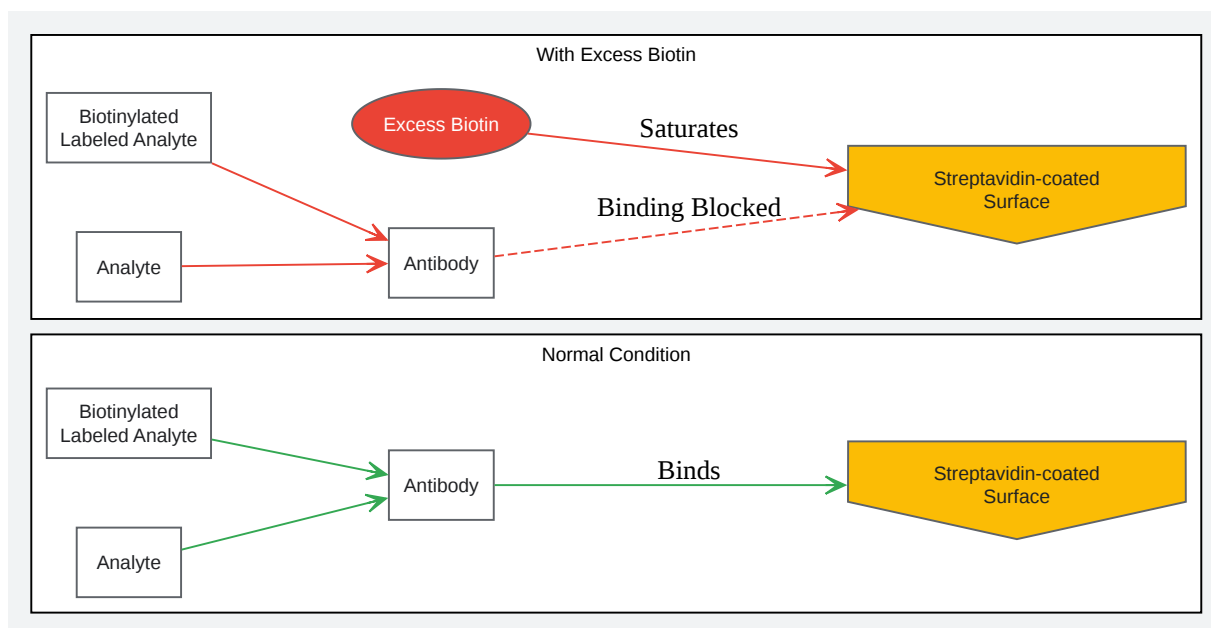 With Excess Biotin
Biotinylated
Labeled Analyte
Excess Biotin
Saturates
Streptavidin-coated
Surface
Binding Blocked
Analyte
Antibody
Normal Condition
Biotinylated
Labeled Analyte
Antibody
Binds
Streptavidin-coated
Surface
Analyte